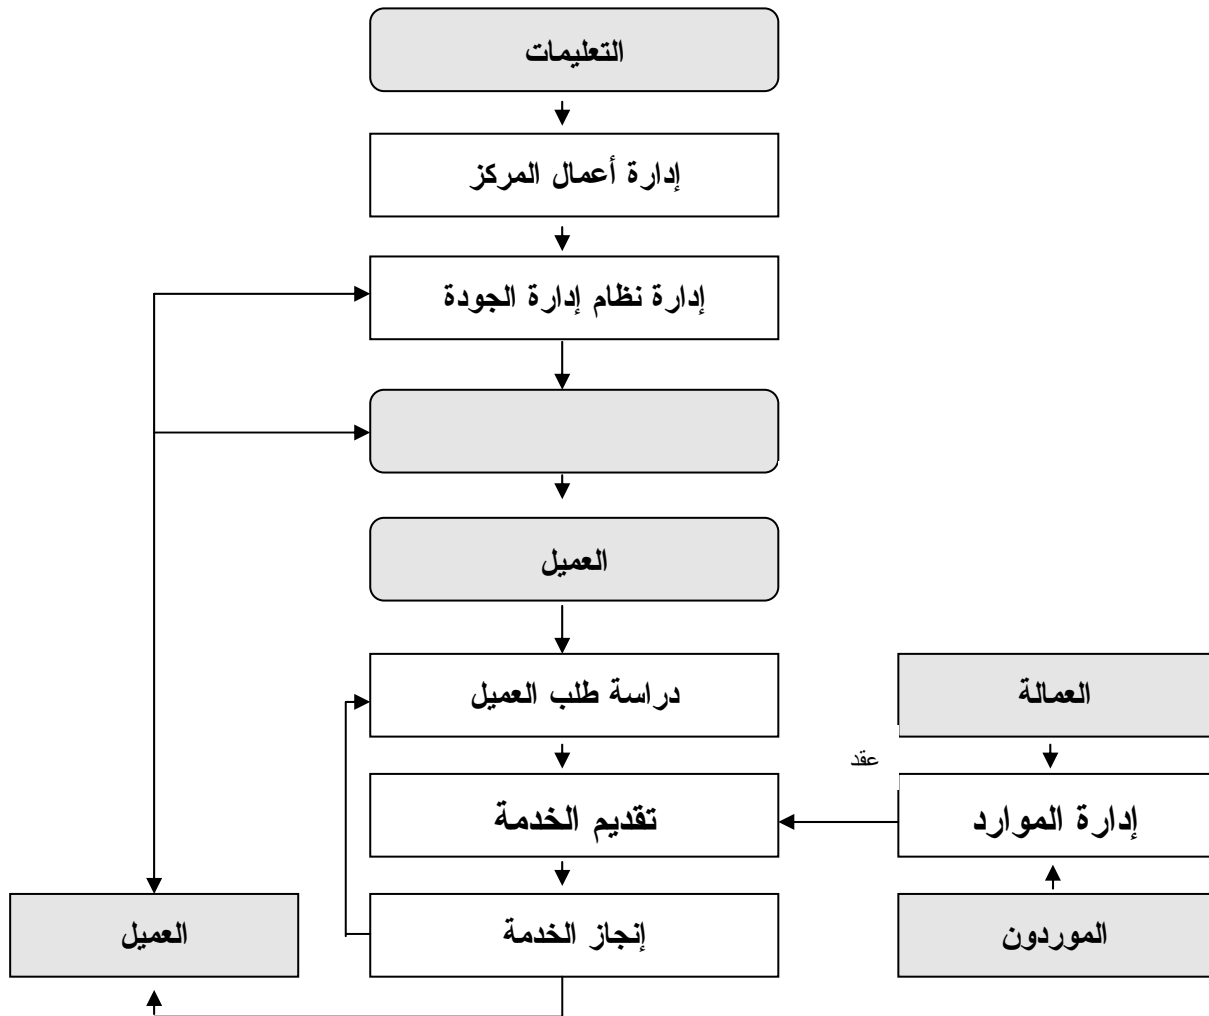 التعليمات
إدارة أعمال المركز
إدارة نظام إدارة الجودة
العميل
دراسة طلب العميل
العمالة
عقد
تقديم الخدمة
إدارة الموارد
إنجاز الخدمة
العميل
الموردون